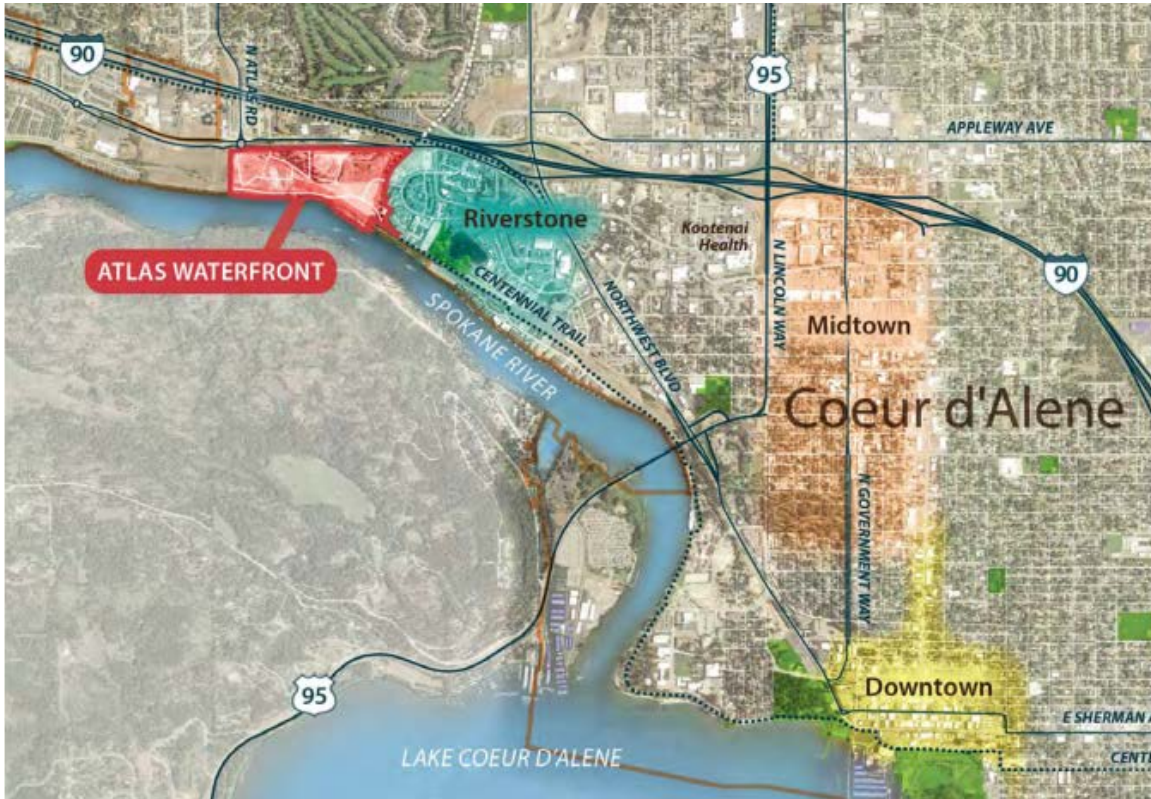 90
N ATLAS RD
95
APPLEWAY AVE
Riverstone
Kootenai
Health
N LINCOLN WAY
90
ATLAS WATERFRONT
CENTENNIAL TRAIL
SPOKANE RIVER
NORTHWEST BLVD
Midtown
Coeur d'Alene
N GOVERNMENT WAY
95
Downtown
E SHERMAN A
LAKE COEUR D'ALENE
CENTE